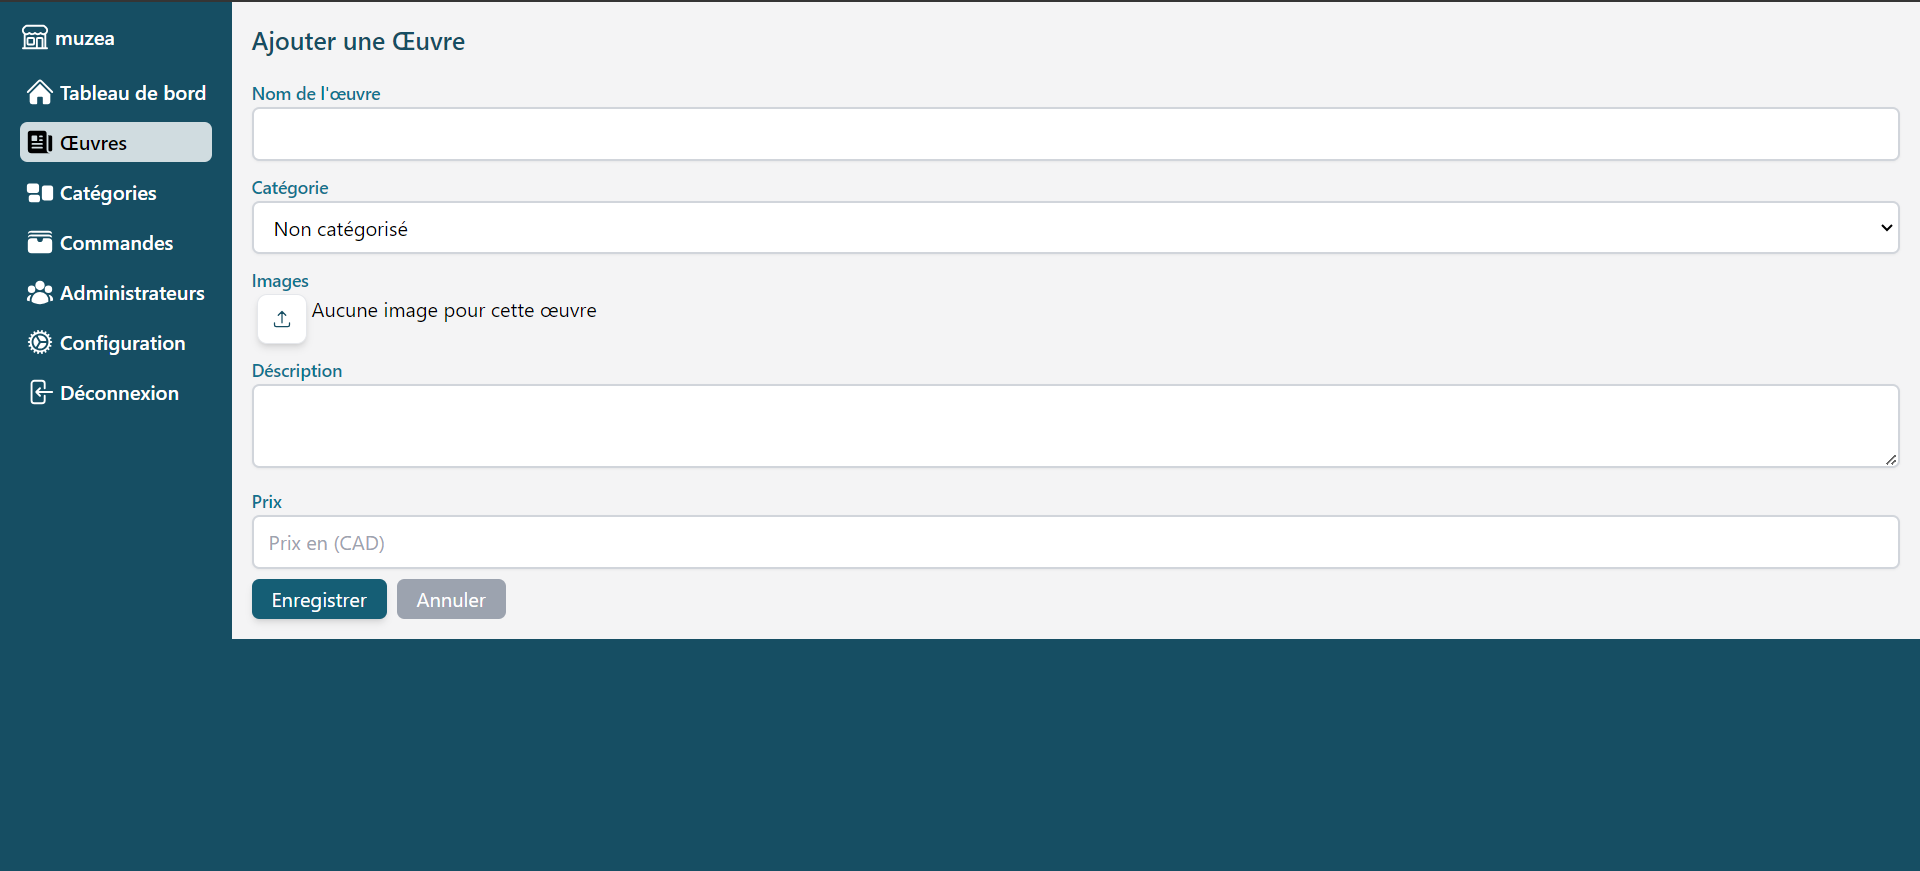 muzea
Tableau de bord
Œuvres
Catégories
Commandes
Administrateurs
Configuration
Déconnexion
Ajouter une Œuvre
Nom de l'œuvre
Catégorie
Non catégorisé
Images
Aucune image pour cette œuvre
Déscription
Prix
Prix en (CAD)
Enregistrer Annuler